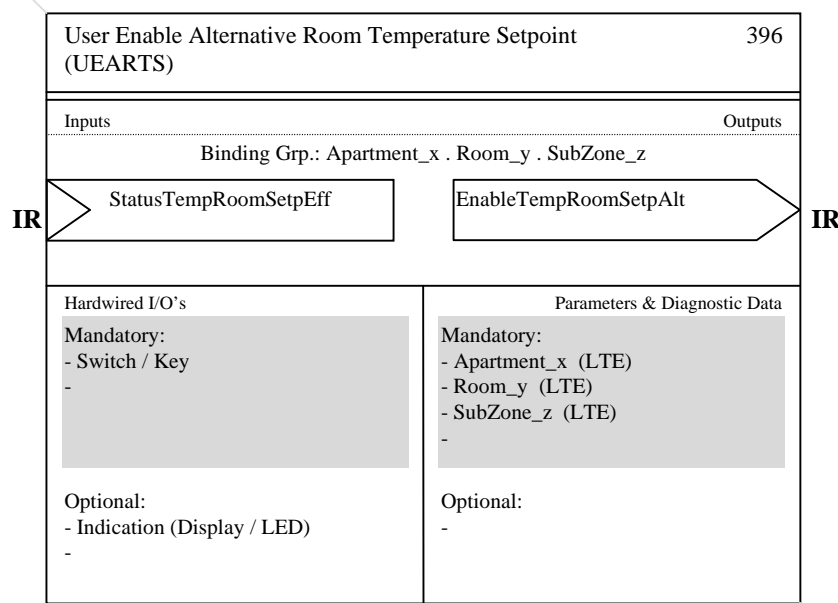 User Enable Alternative Room Temperature Setpoint 396
(UEARTS)
Inputs Outputs
Binding Grp.: Apartment_x . Room_y . SubZone_z
IR StatusTempRoomSetpEff EnableTempRoomSetpAlt IR
Hardwired I/O's
Mandatory:
- Switch / Key
-
Optional:
- Indication (Display / LED)
-
Parameters & Diagnostic Data
Mandatory:
- Apartment_x (LTE)
- Room_y (LTE)
- SubZone_z (LTE)
-
Optional:
-